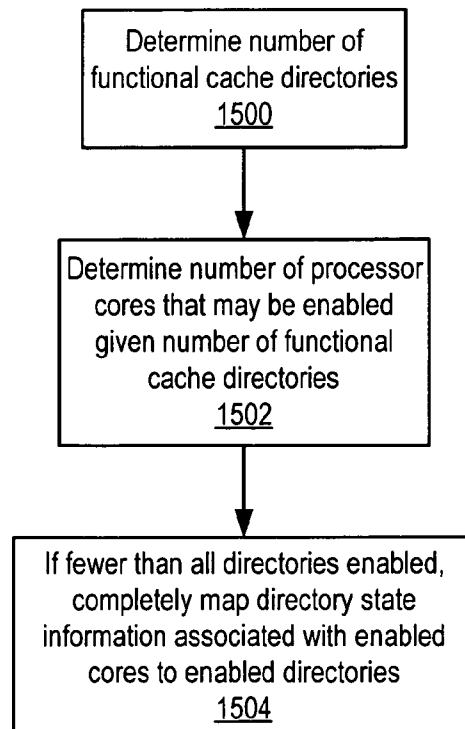 Determine number of
functional cache directories
1500
Determine number of processor
cores that may be enabled
given number of functional
cache directories
1502
If fewer than all directories enabled,
completely map directory state
information associated with enabled
cores to enabled directories
1504